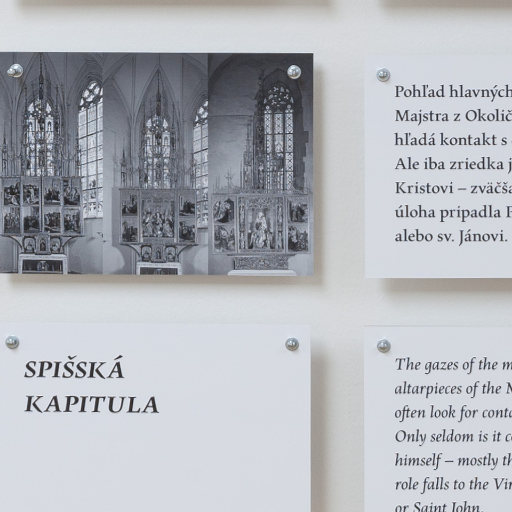 Pohľad hlavných
Majstra z Okolič
hľadá kontakt s
Ale iba zriedka j
Kristovi – zväčša
úloha pripadla P
alebo sv. Jánovi.
SPIŠSKÁ
KAPITULA
The gazes of the m
altarpieces of the M
often look for conta
Only seldom is it c
himself – mostly th
role falls to the Vir
or Saint John.